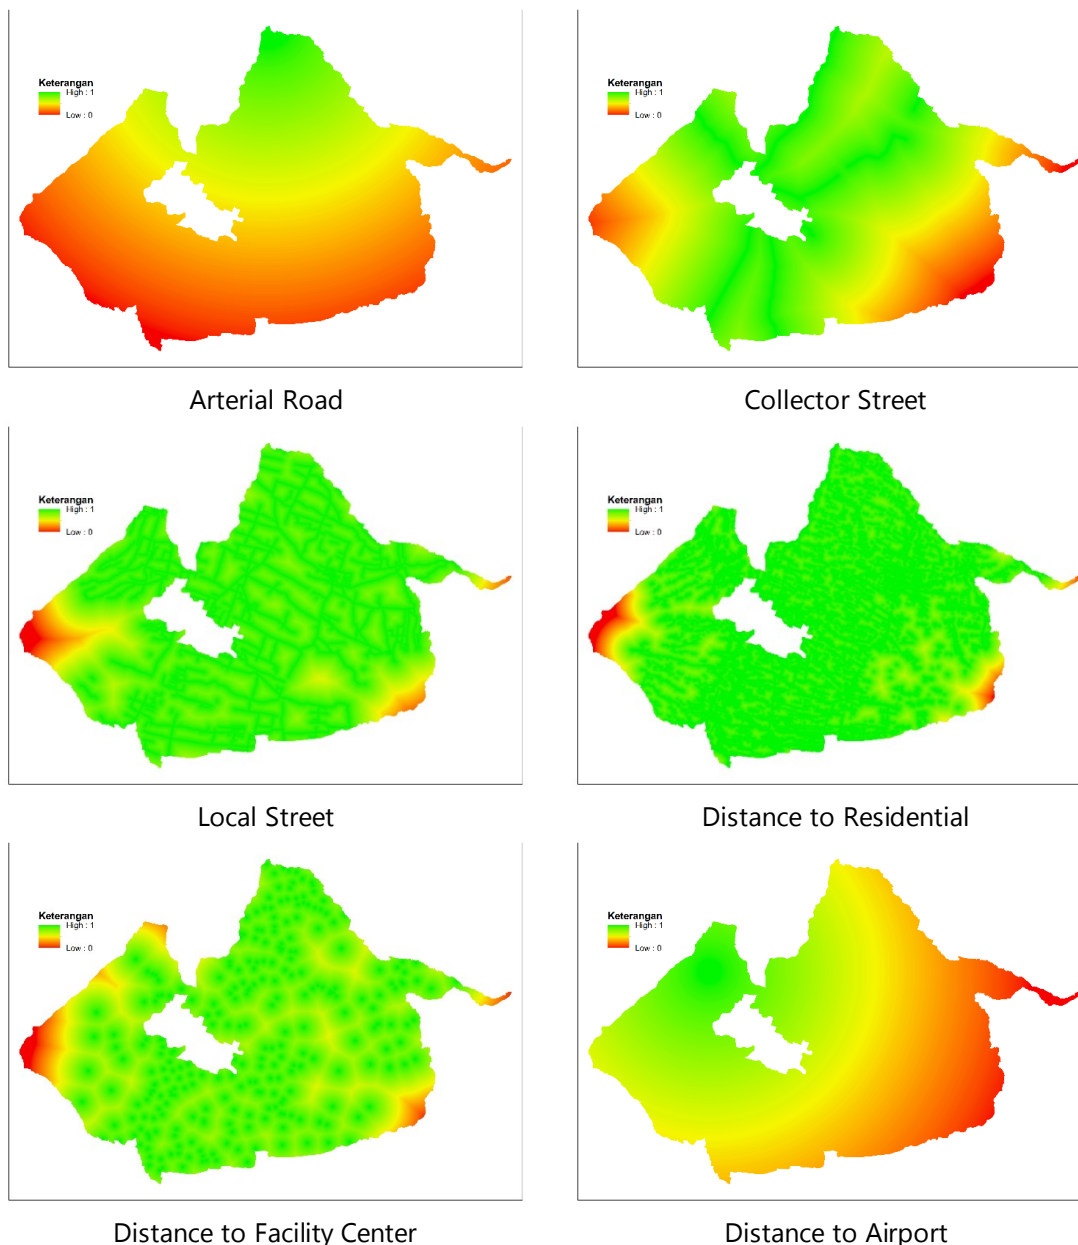 Keterangan
High : 1
Low : 0
Keterangan
High : 1
Low : 0
Arterial Road
Collector Street
Keterangan
High : 1
Low : 0
Keterangan
High : 1
Low : 0
Local Street
Distance to Residential
Keterangan
High : 1
Low : 0
Keterangan
High : 1
Low : 0
Distance to Facility Center
Distance to Airport